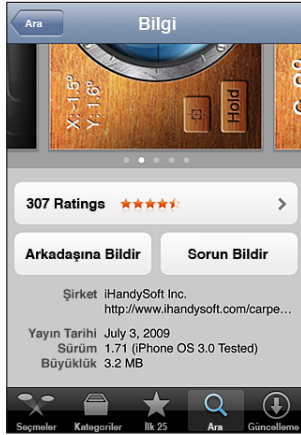 Ara
Bilgi
X: -1.5°
Y: 1.6°
Hold
307 Ratings
Arkadaşına Bildir
Sorun Bildir
Şirket iHandySoft Inc.
http://www.ihandysoft.com/carpe...
Yayın Tarihi July 3, 2009
Sürüm 1.71 (iPhone OS 3.0 Tested)
Büyüklük 3.2 MB
Seçmeler Kategoriler İlk 25 Ara Güncelleme